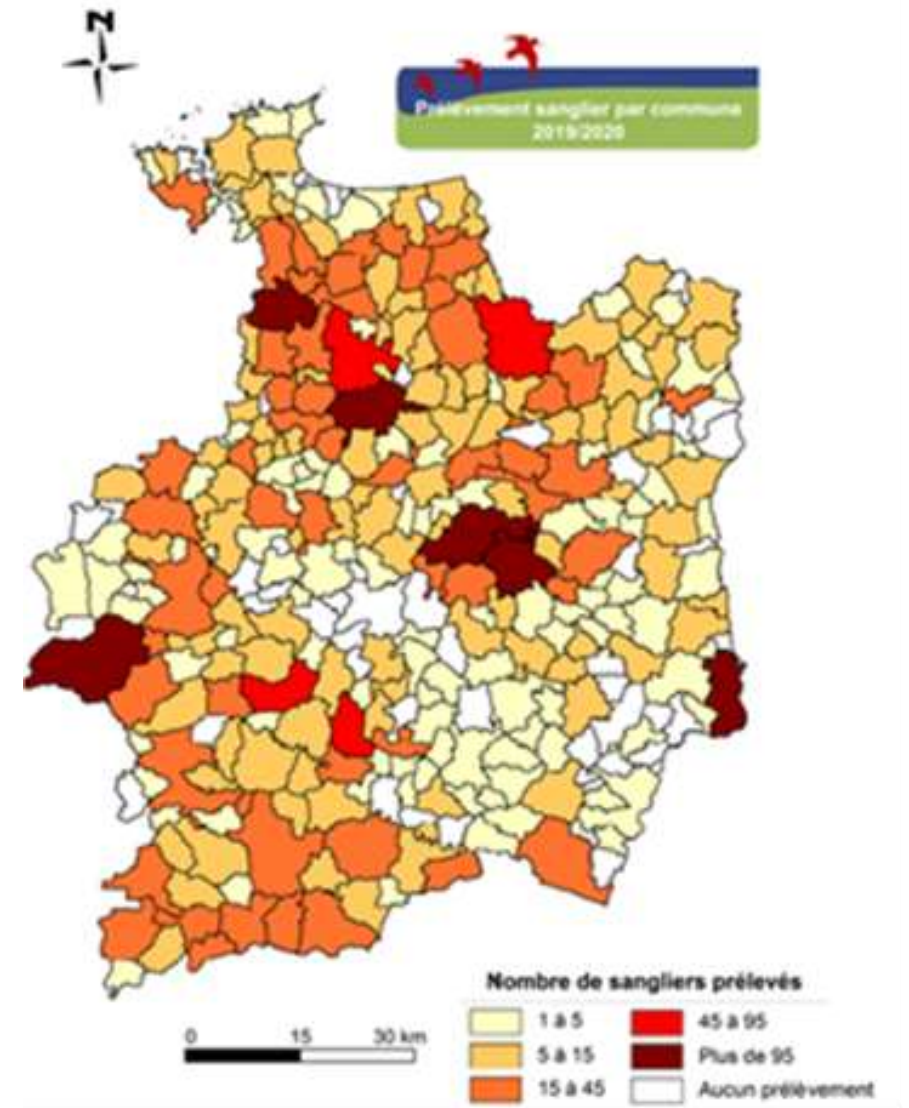 N
Prélèvement sanglier par commune
2019/2020
Nombre de sangliers prélevés
1 à 5
45 à 95
5 à 15
Plus de 95
15 à 45
Aucun prélèvement
0 15 30 km